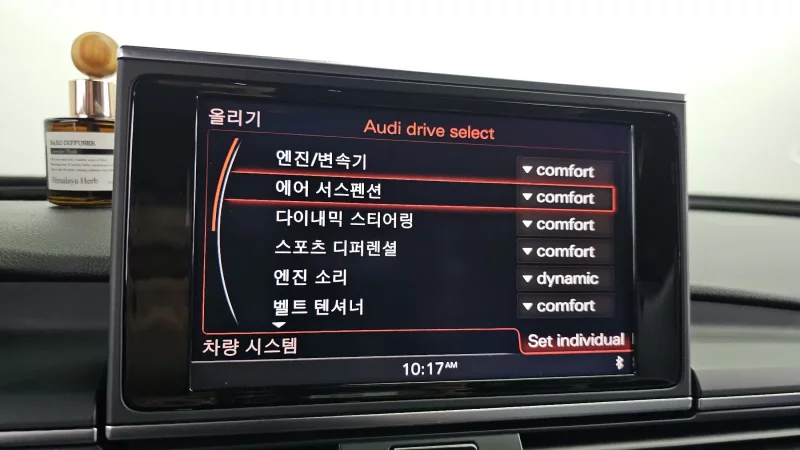 올리기
Audi drive select
엔진/변속기 ▼ comfort
에어 서스펜션 ▼ comfort
다이내믹 스티어링 ▼ comfort
스포츠 디퍼렌셜 ▼ comfort
엔진 소리 ▼ dynamic
벨트 텐셔너 ▼ comfort
차량 시스템 Set individual
10:17AM
HARD DIFFUSER
Himalaya Herb